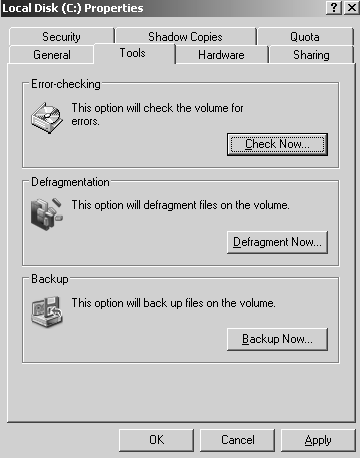 Local Disk (C:) Properties
Security Shadow Copies Quota
General Tools Hardware Sharing
Error-checking
This option will check the volume for
errors.
Check Now...
Defragmentation
This option will defragment files on the volume.
Defragment Now...
Backup
This option will back up files on the volume.
Backup Now...
OK Cancel Apply